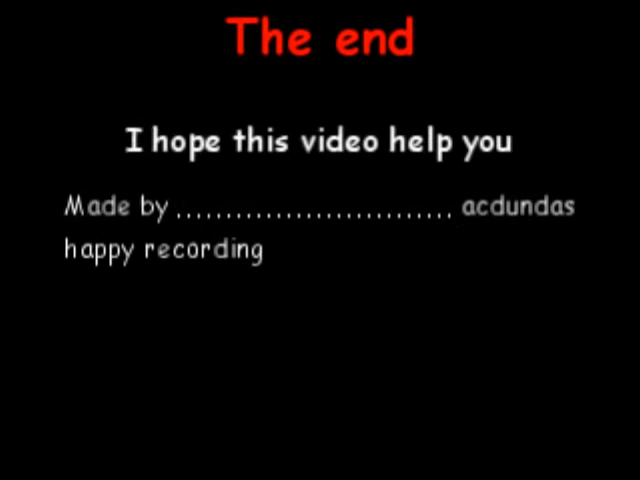 The end
I hope this video help you
Made by ............................ acdundas
happy recording